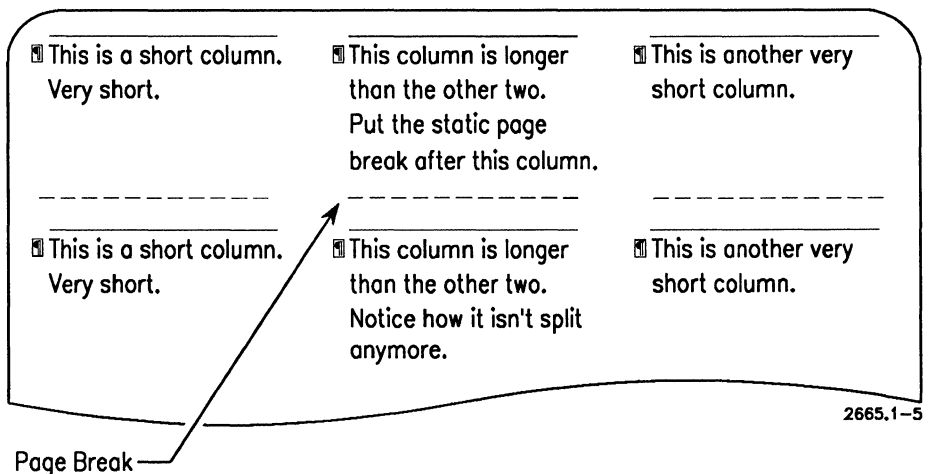 ¶ This is a short column.
Very short.
¶ This column is longer
than the other two.
Put the static page
break after this column.
¶ This is another very
short column.
¶ This is a short column.
Very short.
¶ This column is longer
than the other two.
Notice how it isn't split
anymore.
¶ This is another very
short column.
2665.1-5
Page Break